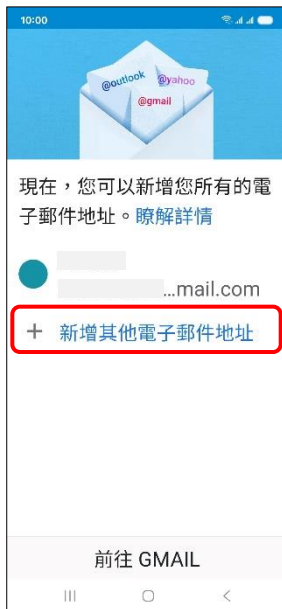 10:00
@outlook
@yahoo
@gmail
現在，您可以新增您所有的電
子郵件地址。瞭解詳情
...mail.com
+ 新增其他電子郵件地址
前往 GMAIL